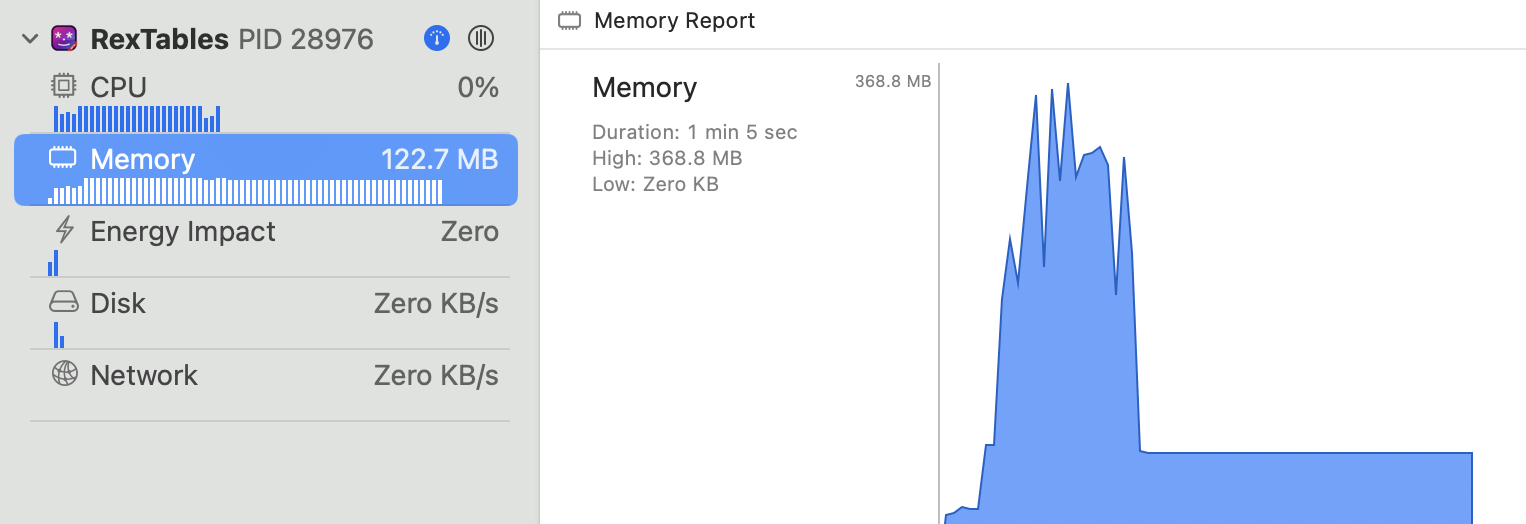 RexTables PID 28976
CPU 0%
Memory 122.7 MB
Energy Impact Zero
Disk Zero KB/s
Network Zero KB/s
Memory Report
Memory
368.8 MB
Duration: 1 min 5 sec
High: 368.8 MB
Low: Zero KB